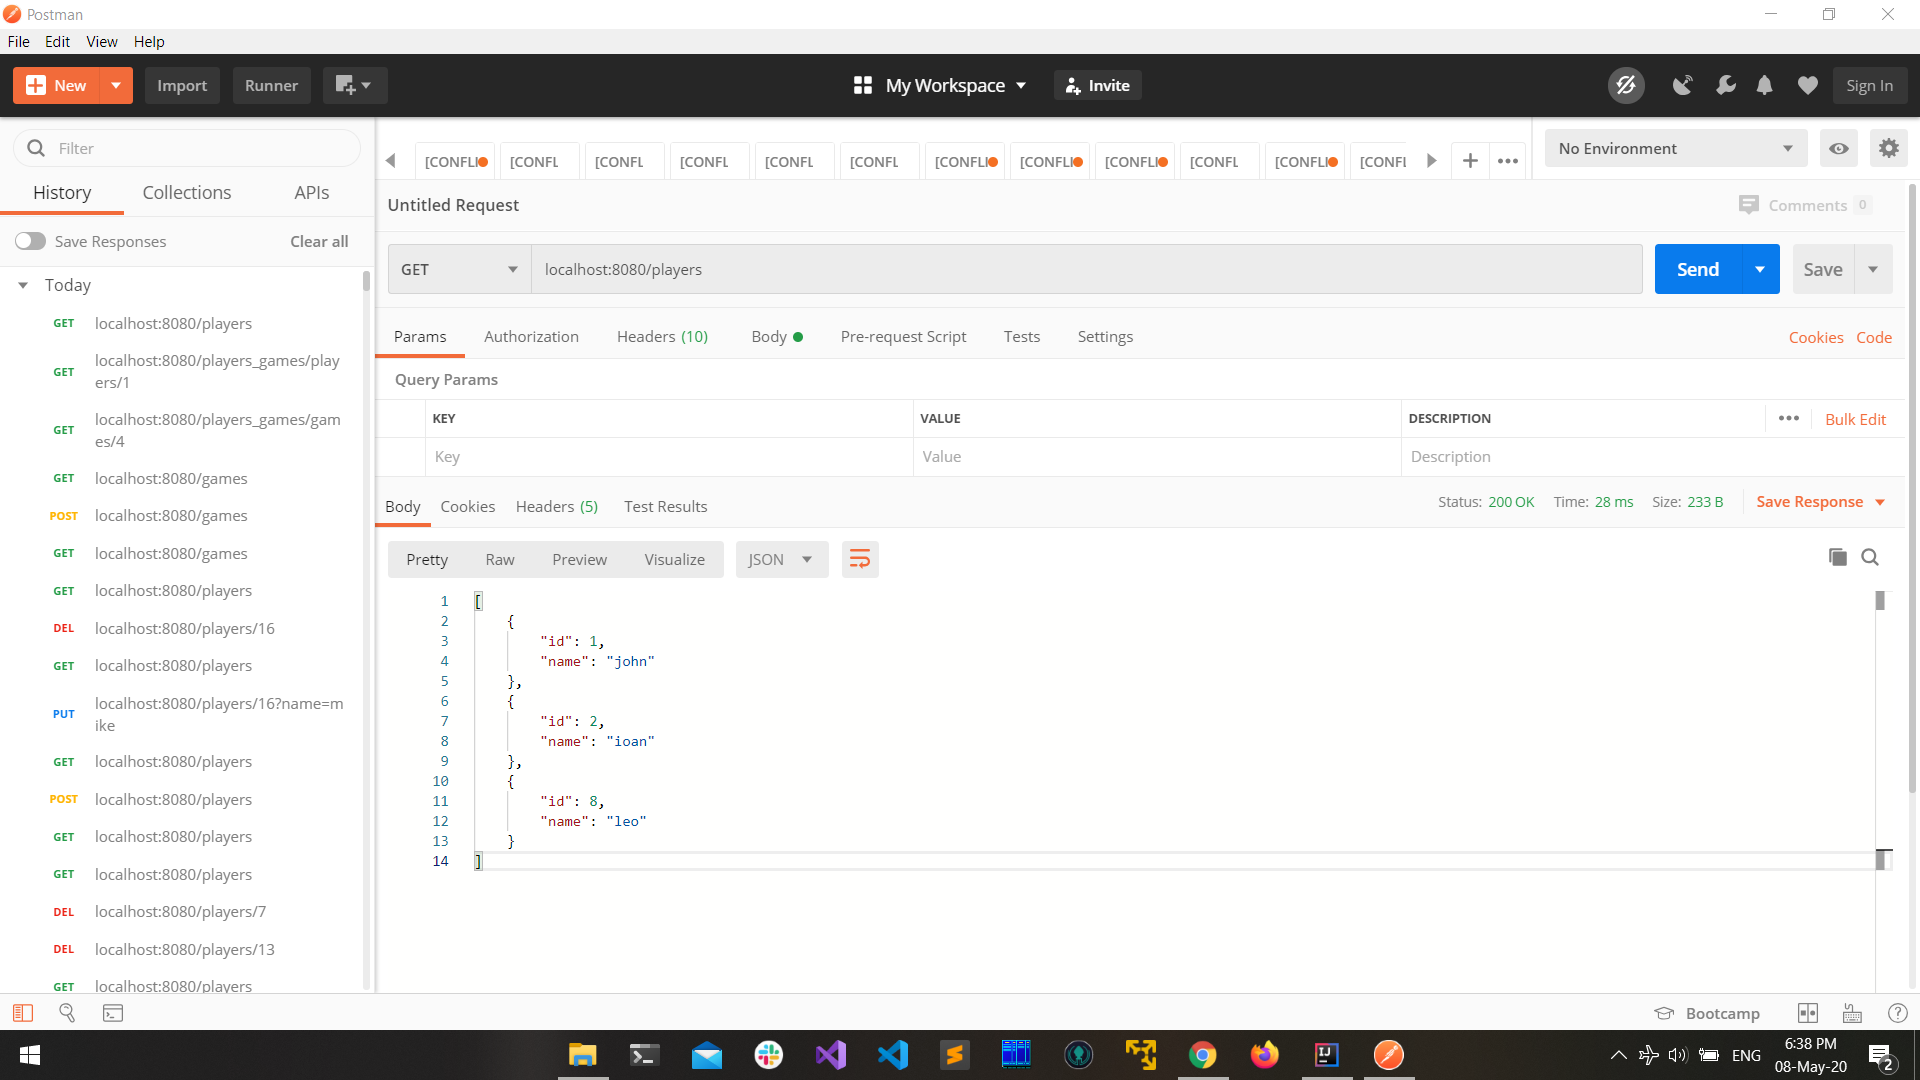 Postman
File Edit View Help
New Import Runner My Workspace Invite Sign In
Filter
History Collections APIs
Save Responses Clear all
Today
GET localhost:8080/players
GET localhost:8080/players_games/play
ers/1
GET localhost:8080/players_games/gam
es/4
GET localhost:8080/games
POST localhost:8080/games
GET localhost:8080/games
GET localhost:8080/players
DEL localhost:8080/players/16
GET localhost:8080/players
PUT localhost:8080/players/16?name=m
ike
GET localhost:8080/players
POST localhost:8080/players
GET localhost:8080/players
GET localhost:8080/players
DEL localhost:8080/players/7
DEL localhost:8080/players/13
GET localhost:8080/players
[CONFLI [CONFL [CONFL [CONFL [CONFL [CONFL [CONFLI [CONFLI [CONFLI [CONFL [CONFLI [CONFL
No Environment
Untitled Request Comments 0
GET localhost:8080/players Send Save
Params Authorization Headers (10) Body Pre-request Script Tests Settings Cookies Code
Query Params
KEY VALUE DESCRIPTION Bulk Edit
Key Value Description
Body Cookies Headers (5) Test Results Status: 200 OK Time: 28 ms Size: 233 B Save Response
Pretty Raw Preview Visualize JSON
1 [
2 {
3 "id": 1,
4 "name": "john"
5 },
6 {
7 "id": 2,
8 "name": "ioan"
9 },
10 {
11 "id": 8,
12 "name": "leo"
13 }
14 ]
Bootcamp
ENG 6:38 PM
08-May-20
2